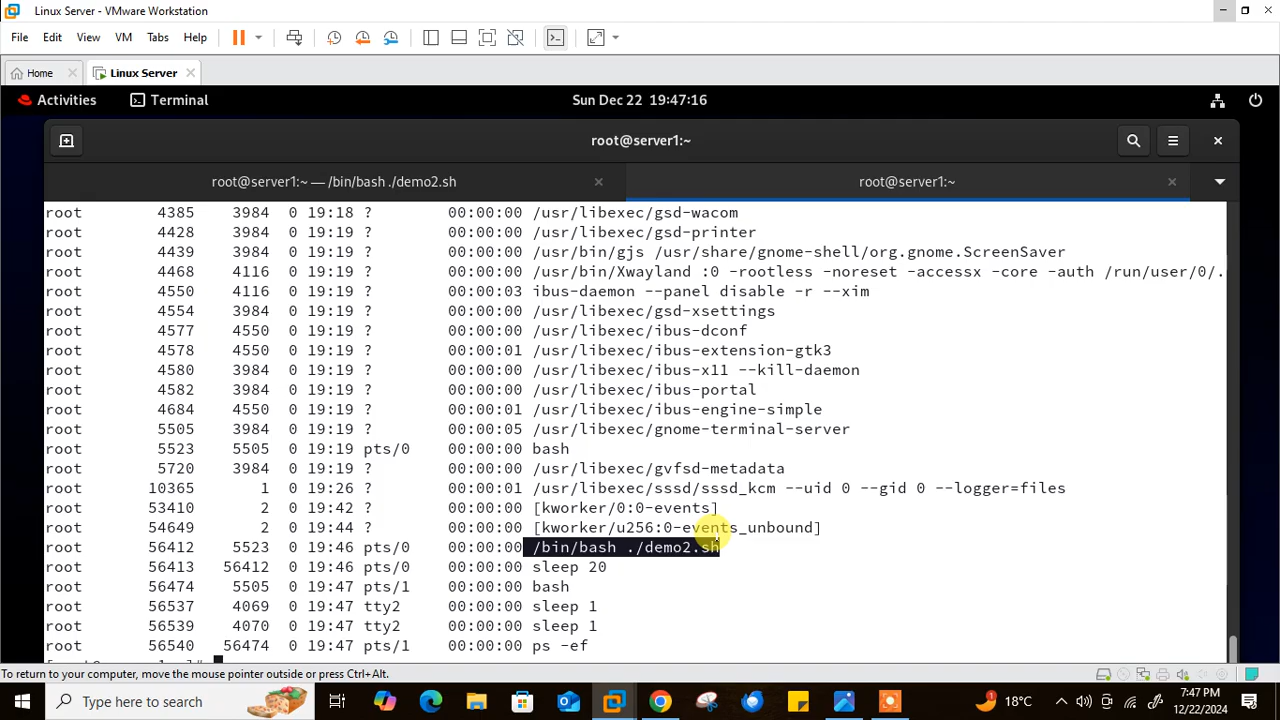 Linux Server - VMware Workstation
File Edit View VM Tabs Help
Home Linux Server
Activities Terminal Sun Dec 22 19:47:16
root@server1:~
root@server1:~ — /bin/bash ./demo2.sh root@server1:~
root 4385 3984 0 19:18 ? 00:00:00 /usr/libexec/gsd-wacom
root 4428 3984 0 19:19 ? 00:00:00 /usr/libexec/gsd-printer
root 4439 3984 0 19:19 ? 00:00:00 /usr/bin/gjs /usr/share/gnome-shell/org.gnome.ScreenSaver
root 4468 4116 0 19:19 ? 00:00:00 /usr/bin/Xwayland :0 -rootless -noreset -accessx -core -auth /run/user/0/.
root 4550 4116 0 19:19 ? 00:00:03 ibus-daemon --panel disable -r --xim
root 4554 3984 0 19:19 ? 00:00:00 /usr/libexec/gsd-xsettings
root 4577 4550 0 19:19 ? 00:00:00 /usr/libexec/ibus-dconf
root 4578 4550 0 19:19 ? 00:00:01 /usr/libexec/ibus-extension-gtk3
root 4580 3984 0 19:19 ? 00:00:00 /usr/libexec/ibus-x11 --kill-daemon
root 4582 3984 0 19:19 ? 00:00:00 /usr/libexec/ibus-portal
root 4684 4550 0 19:19 ? 00:00:01 /usr/libexec/ibus-engine-simple
root 5505 3984 0 19:19 ? 00:00:05 /usr/libexec/gnome-terminal-server
root 5523 5505 0 19:19 pts/0 00:00:00 bash
root 5720 3984 0 19:19 ? 00:00:00 /usr/libexec/gvfsd-metadata
root 10365 1 0 19:26 ? 00:00:01 /usr/libexec/sssd/sssd_kcm --uid 0 --gid 0 --logger=files
root 53410 2 0 19:42 ? 00:00:00 [kworker/0:0-events]
root 54649 2 0 19:44 ? 00:00:00 [kworker/u256:0-events_unbound]
root 56412 5523 0 19:46 pts/0 00:00:00 /bin/bash ./demo2.sh
root 56413 56412 0 19:46 pts/0 00:00:00 sleep 20
root 56474 5505 0 19:47 pts/1 00:00:00 bash
root 56537 4069 0 19:47 tty2 00:00:00 sleep 1
root 56539 4070 0 19:47 tty2 00:00:00 sleep 1
root 56540 56474 0 19:47 pts/1 00:00:00 ps -ef
To return to your computer, move the mouse pointer outside or press Ctrl+Alt.
Type here to search 18°C 7:47 PM
12/22/2024